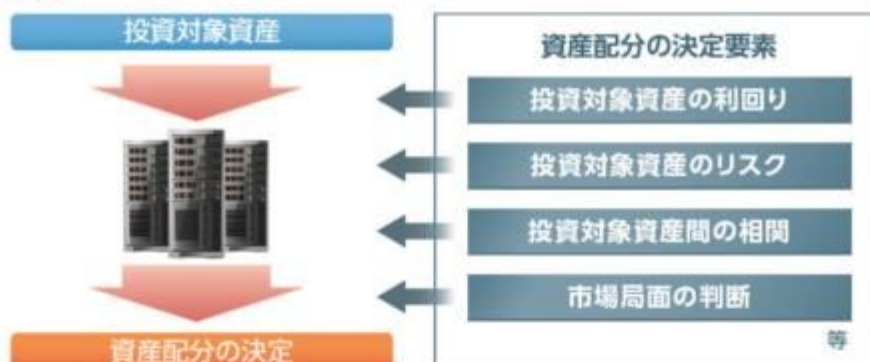 投資対象資産
資産配分の決定要素
投資対象資産の利回り
投資対象資産のリスク
投資対象資産間の相関
市場局面の判断
等
資産配分の決定